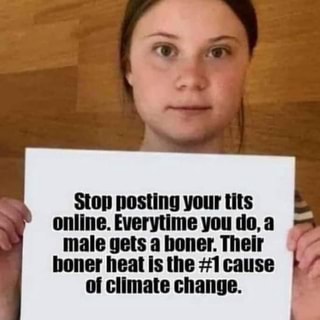 Stop posting your tits
online. Everytime you do, a
male gets a boner. Their
boner heat is the #1 cause
of climate change.